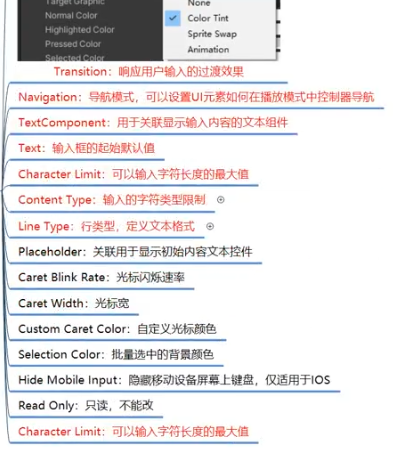 Target Graphic
Normal Color
Highlighted Color
Pressed Color
Selected Color
None
Color Tint
Sprite Swap
Animation
Transition：响应用户输入的过渡效果
Navigation：导航模式，可以设置UI元素如何在播放模式中控制器导航
TextComponent：用于关联显示输入内容的文本组件
Text：输入框的起始默认值
Character Limit：可以输入字符长度的最大值
Content Type：输入的字符类型限制
Line Type：行类型，定义文本格式
Placeholder：关联用于显示初始内容文本控件
Caret Blink Rate：光标闪烁速率
Caret Width：光标宽
Custom Caret Color：自定义光标颜色
Selection Color：批量选中的背景颜色
Hide Mobile Input：隐藏移动设备屏幕上键盘，仅适用于IOS
Read Only：只读，不能改
Character Limit：可以输入字符长度的最大值